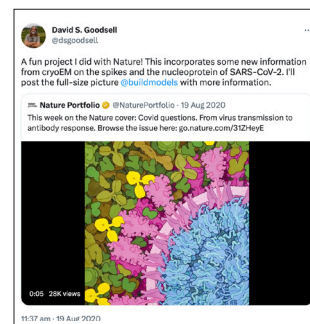 David S. Goodsell
@dsgoodsell
A fun project I did with Nature! This incorporates some new information
from cryoEM on the spikes and the nucleoprotein of SARS-CoV-2. I'll
post the full-size picture @buildmodels with more information.
Nature Portfolio @NaturePortfolio · 19 Aug 2020
This week on the Nature cover: Covid questions. From virus transmission to
antibody response. Browse the issue here: go.nature.com/31ZHeyE
0:05 28K views
11:37 am · 19 Aug 2020